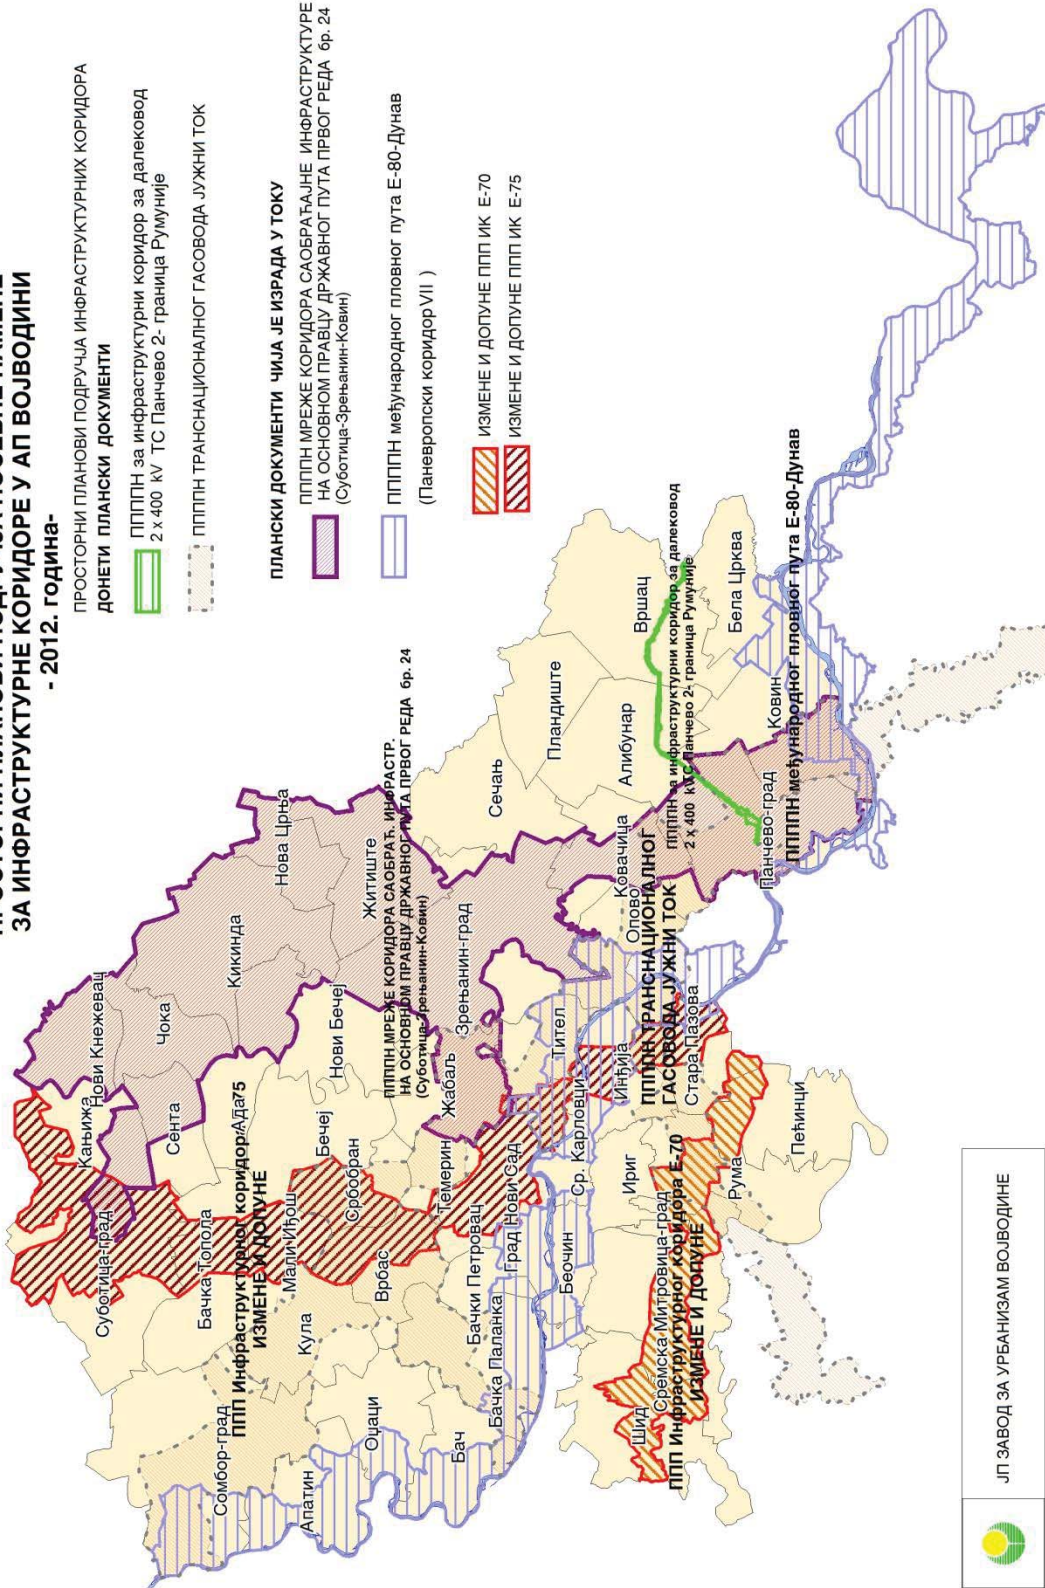 ЗА ИНФРАСТРУКТУРНЕ КОРИДОРЕ У АП ВОЈВОДИНИ
- 2012. година-
ПРОСТОРНИ ПЛАНОВИ ПОДРУЧЈА ИНФРАСТРУКТУРНИХ КОРИДОРА
ДОНЕТИ ПЛАНСКИ ДОКУМЕНТИ
ПППPН за инфраструктурни коридор за далековод
2 x 400 kV ТС Панчево 2- граница Румуније
ППППН ТРАНСНАЦИОНАЛНОГ ГАСОВОДА ЈУЖНИ ТОК
ПЛАНСКИ ДОКУМЕНТИ ЧИЈА ЈЕ ИЗРАДА У ТОКУ
ППППН МРЕЖЕ КОРИДОРА САОБРАЋАЈНЕ ИНФРАСТРУКТУРЕ
НА ОСНОВНОМ ПРАВЦУ ДРЖАВНОГ ПУТА ПРВОГ РЕДА бр. 24
(Суботица-Зрењанин-Ковин)
ППППН међународног пловног пута Е-80-Дунав
(Паневропски коридор VII )
ИЗМЕНЕ И ДОПУНЕ ППП ИК Е-70
ИЗМЕНЕ И ДОПУНЕ ППП ИК Е-75
Нови Кнежевац
Кањижа
Суботица-град
Чока
Сента
Бачка Топола
Кикинда
Нова Црња
Ада
ППП Инфраструктурног коридора 75
ИЗМЕНЕ И ДОПУНЕ
Сомбор-град
Мали-Иђош
Кула
Бечеј
Нови Бечеј
Апатин
Србобран
Житиште
Врбас
Оџаци
ППППН МРЕЖЕ КОРИДОРА САОБРАЋ. ИНФРАСТР.
НА ОСНОВНОМ ПРАВЦУ ДРЖАВНОГ ПУТА ПРВОГ РЕДА бр. 24
(Суботица-Зрењанин-Ковин)
Темерин
Жабаљ
Зрењанин-град
Бач
Бачки Петровац
Бачка Паланка
Град Нови Сад
Сечањ
Тител
Пландиште
Беочин
Ср. Карловци
Инђија
Опово
Ковачица
Алибунар
Вршац
Шид
Ириг
ППППН ТРАНСНАЦИОНАЛНОГ
ГАСОВОДА ЈУЖНИ ТОК
ППППН за инфраструктурни коридор за далековод
2 x 400 kV ТС Панчево 2- граница Румуније
Сремска Митровица-град
ППП Инфраструктурног коридора Е-70
ИЗМЕНЕ И ДОПУНЕ
Стара Пазова
Рума
Бела Црква
Панчево-град
Ковин
ППППН међународног пловног пута Е-80-Дунав
Пећинци
ЈП ЗАВОД ЗА УРБАНИЗАМ ВОЈВОДИНЕ